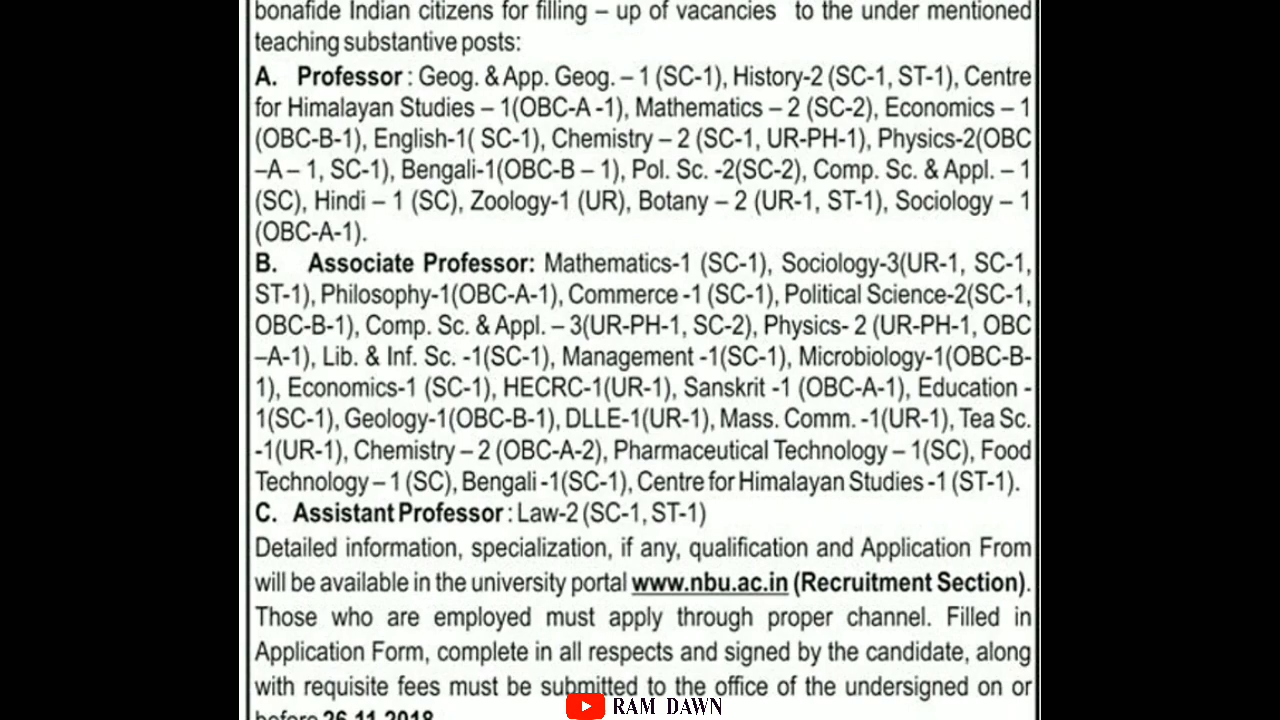 bonafide Indian citizens for filling – up of vacancies to the under mentioned
teaching substantive posts:
A. Professor : Geog. & App. Geog. – 1 (SC-1), History-2 (SC-1, ST-1), Centre
for Himalayan Studies – 1(OBC-A -1), Mathematics – 2 (SC-2), Economics – 1
(OBC-B-1), English-1( SC-1), Chemistry – 2 (SC-1, UR-PH-1), Physics-2(OBC
–A – 1, SC-1), Bengali-1(OBC-B – 1), Pol. Sc. -2(SC-2), Comp. Sc. & Appl. – 1
(SC), Hindi – 1 (SC), Zoology-1 (UR), Botany – 2 (UR-1, ST-1), Sociology – 1
(OBC-A-1).
B. Associate Professor: Mathematics-1 (SC-1), Sociology-3(UR-1, SC-1,
ST-1), Philosophy-1(OBC-A-1), Commerce -1 (SC-1), Political Science-2(SC-1,
OBC-B-1), Comp. Sc. & Appl. – 3(UR-PH-1, SC-2), Physics- 2 (UR-PH-1, OBC
–A-1), Lib. & Inf. Sc. -1(SC-1), Management -1(SC-1), Microbiology-1(OBC-B-
1), Economics-1 (SC-1), HECRC-1(UR-1), Sanskrit -1 (OBC-A-1), Education -
1(SC-1), Geology-1(OBC-B-1), DLLE-1(UR-1), Mass. Comm. -1(UR-1), Tea Sc.
-1(UR-1), Chemistry – 2 (OBC-A-2), Pharmaceutical Technology – 1(SC), Food
Technology – 1 (SC), Bengali -1(SC-1), Centre for Himalayan Studies -1 (ST-1).
C. Assistant Professor : Law-2 (SC-1, ST-1)
Detailed information, specialization, if any, qualification and Application From
will be available in the university portal www.nbu.ac.in (Recruitment Section).
Those who are employed must apply through proper channel. Filled in
Application Form, complete in all respects and signed by the candidate, along
with requisite fees must be submitted to the office of the undersigned on or
before 26.11.2018
RAM DAWN